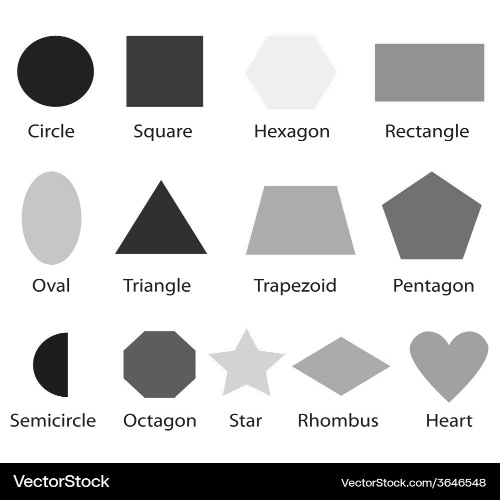 Circle Square Hexagon Rectangle
Oval Triangle Trapezoid Pentagon
Semicircle Octagon Star Rhombus Heart
VectorStock VectorStock.com/3646548